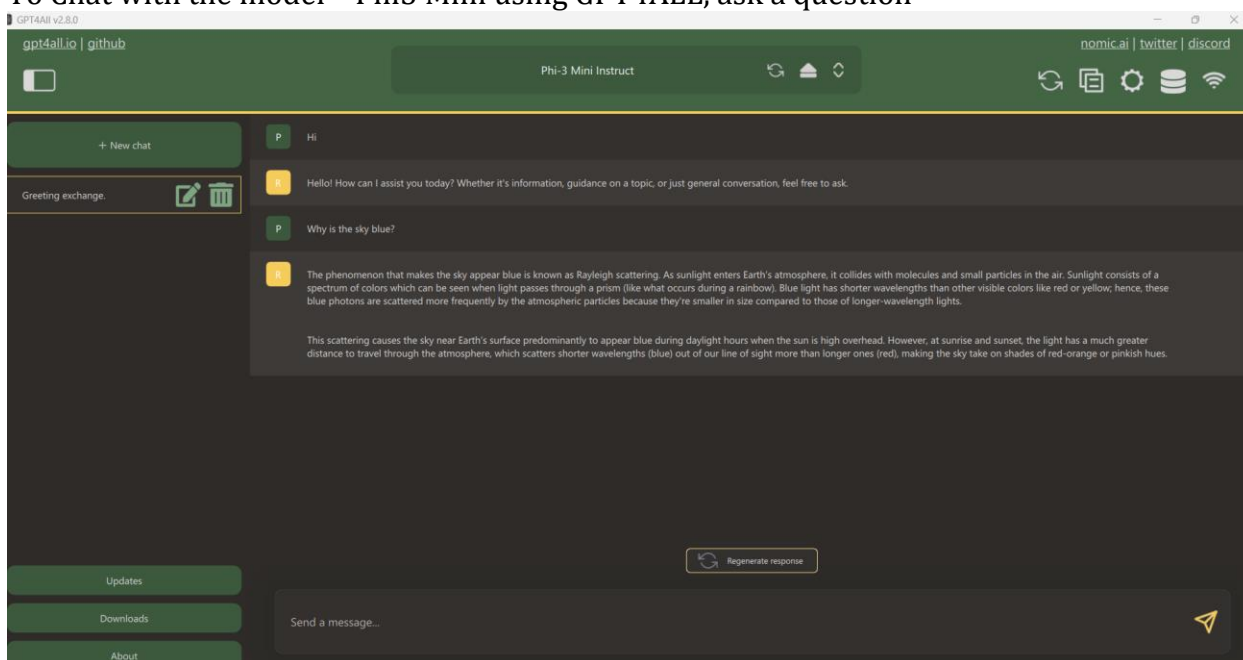 To Chat with the model – Phi3 Mini using GPT4ALL, ask a question
GPT4All v2.8.0
gpt4all.io | github
nomic.ai | twitter | discord
Phi-3 Mini Instruct
+ New chat
Greeting exchange.
P
Hi
R
Hello! How can I assist you today? Whether it's information, guidance on a topic, or just general conversation, feel free to ask.
P
Why is the sky blue?
R
The phenomenon that makes the sky appear blue is known as Rayleigh scattering. As sunlight enters Earth's atmosphere, it collides with molecules and small particles in the air. Sunlight consists of a
spectrum of colors which can be seen when light passes through a prism (like what occurs during a rainbow). Blue light has shorter wavelengths than other visible colors like red or yellow; hence, these
blue photons are scattered more frequently by the atmospheric particles because they're smaller in size compared to those of longer-wavelength lights.
This scattering causes the sky near Earth's surface predominantly to appear blue during daylight hours when the sun is high overhead. However, at sunrise and sunset, the light has a much greater
distance to travel through the atmosphere, which scatters shorter wavelengths (blue) out of our line of sight more than longer ones (red), making the sky take on shades of red-orange or pinkish hues.
Regenerate response
Updates
Downloads
About
Send a message...